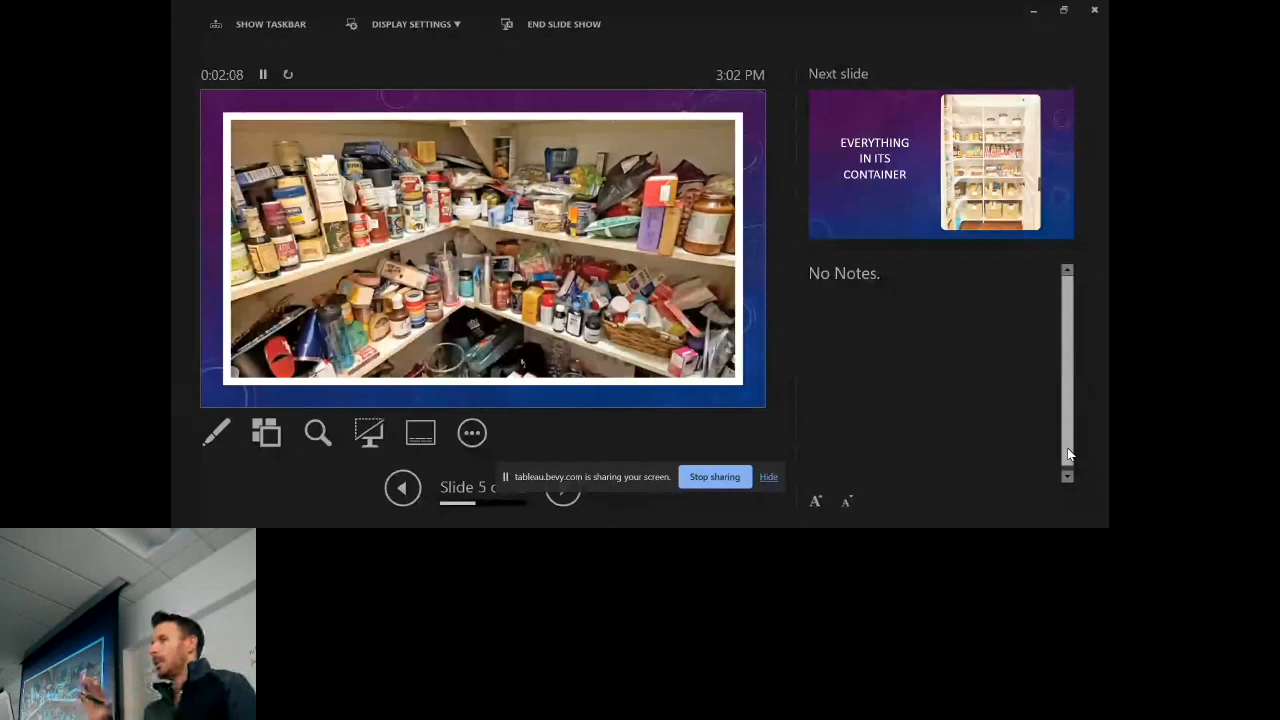 SHOW TASKBAR
DISPLAY SETTINGS ▼
END SLIDE SHOW
0:02:08
3:02 PM
Next slide
EVERYTHING
IN ITS
CONTAINER
No Notes.
tableau.bevy.com is sharing your screen.
Stop sharing
Hide
Slide 5
A A